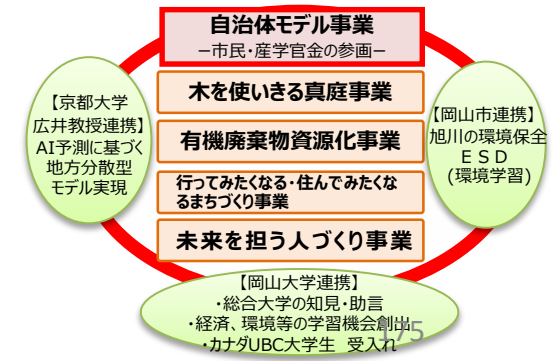 自治体モデル事業
−市民・産学官金の参画−
木を使いきる真庭事業
有機廃棄物資源化事業
行ってみたくなる・住んでみたくな
るまちづくり事業
未来を担う人づくり事業
【京都大学
広井教授連携】
AI予測に基づく
地方分散型
モデル実現
【岡山市連携】
旭川の環境保全
ESD
(環境学習)
【岡山大学連携】
・総合大学の知見・助言
・経済、環境等の学習機会創出
・カナダUBC大学生 受入れ
175